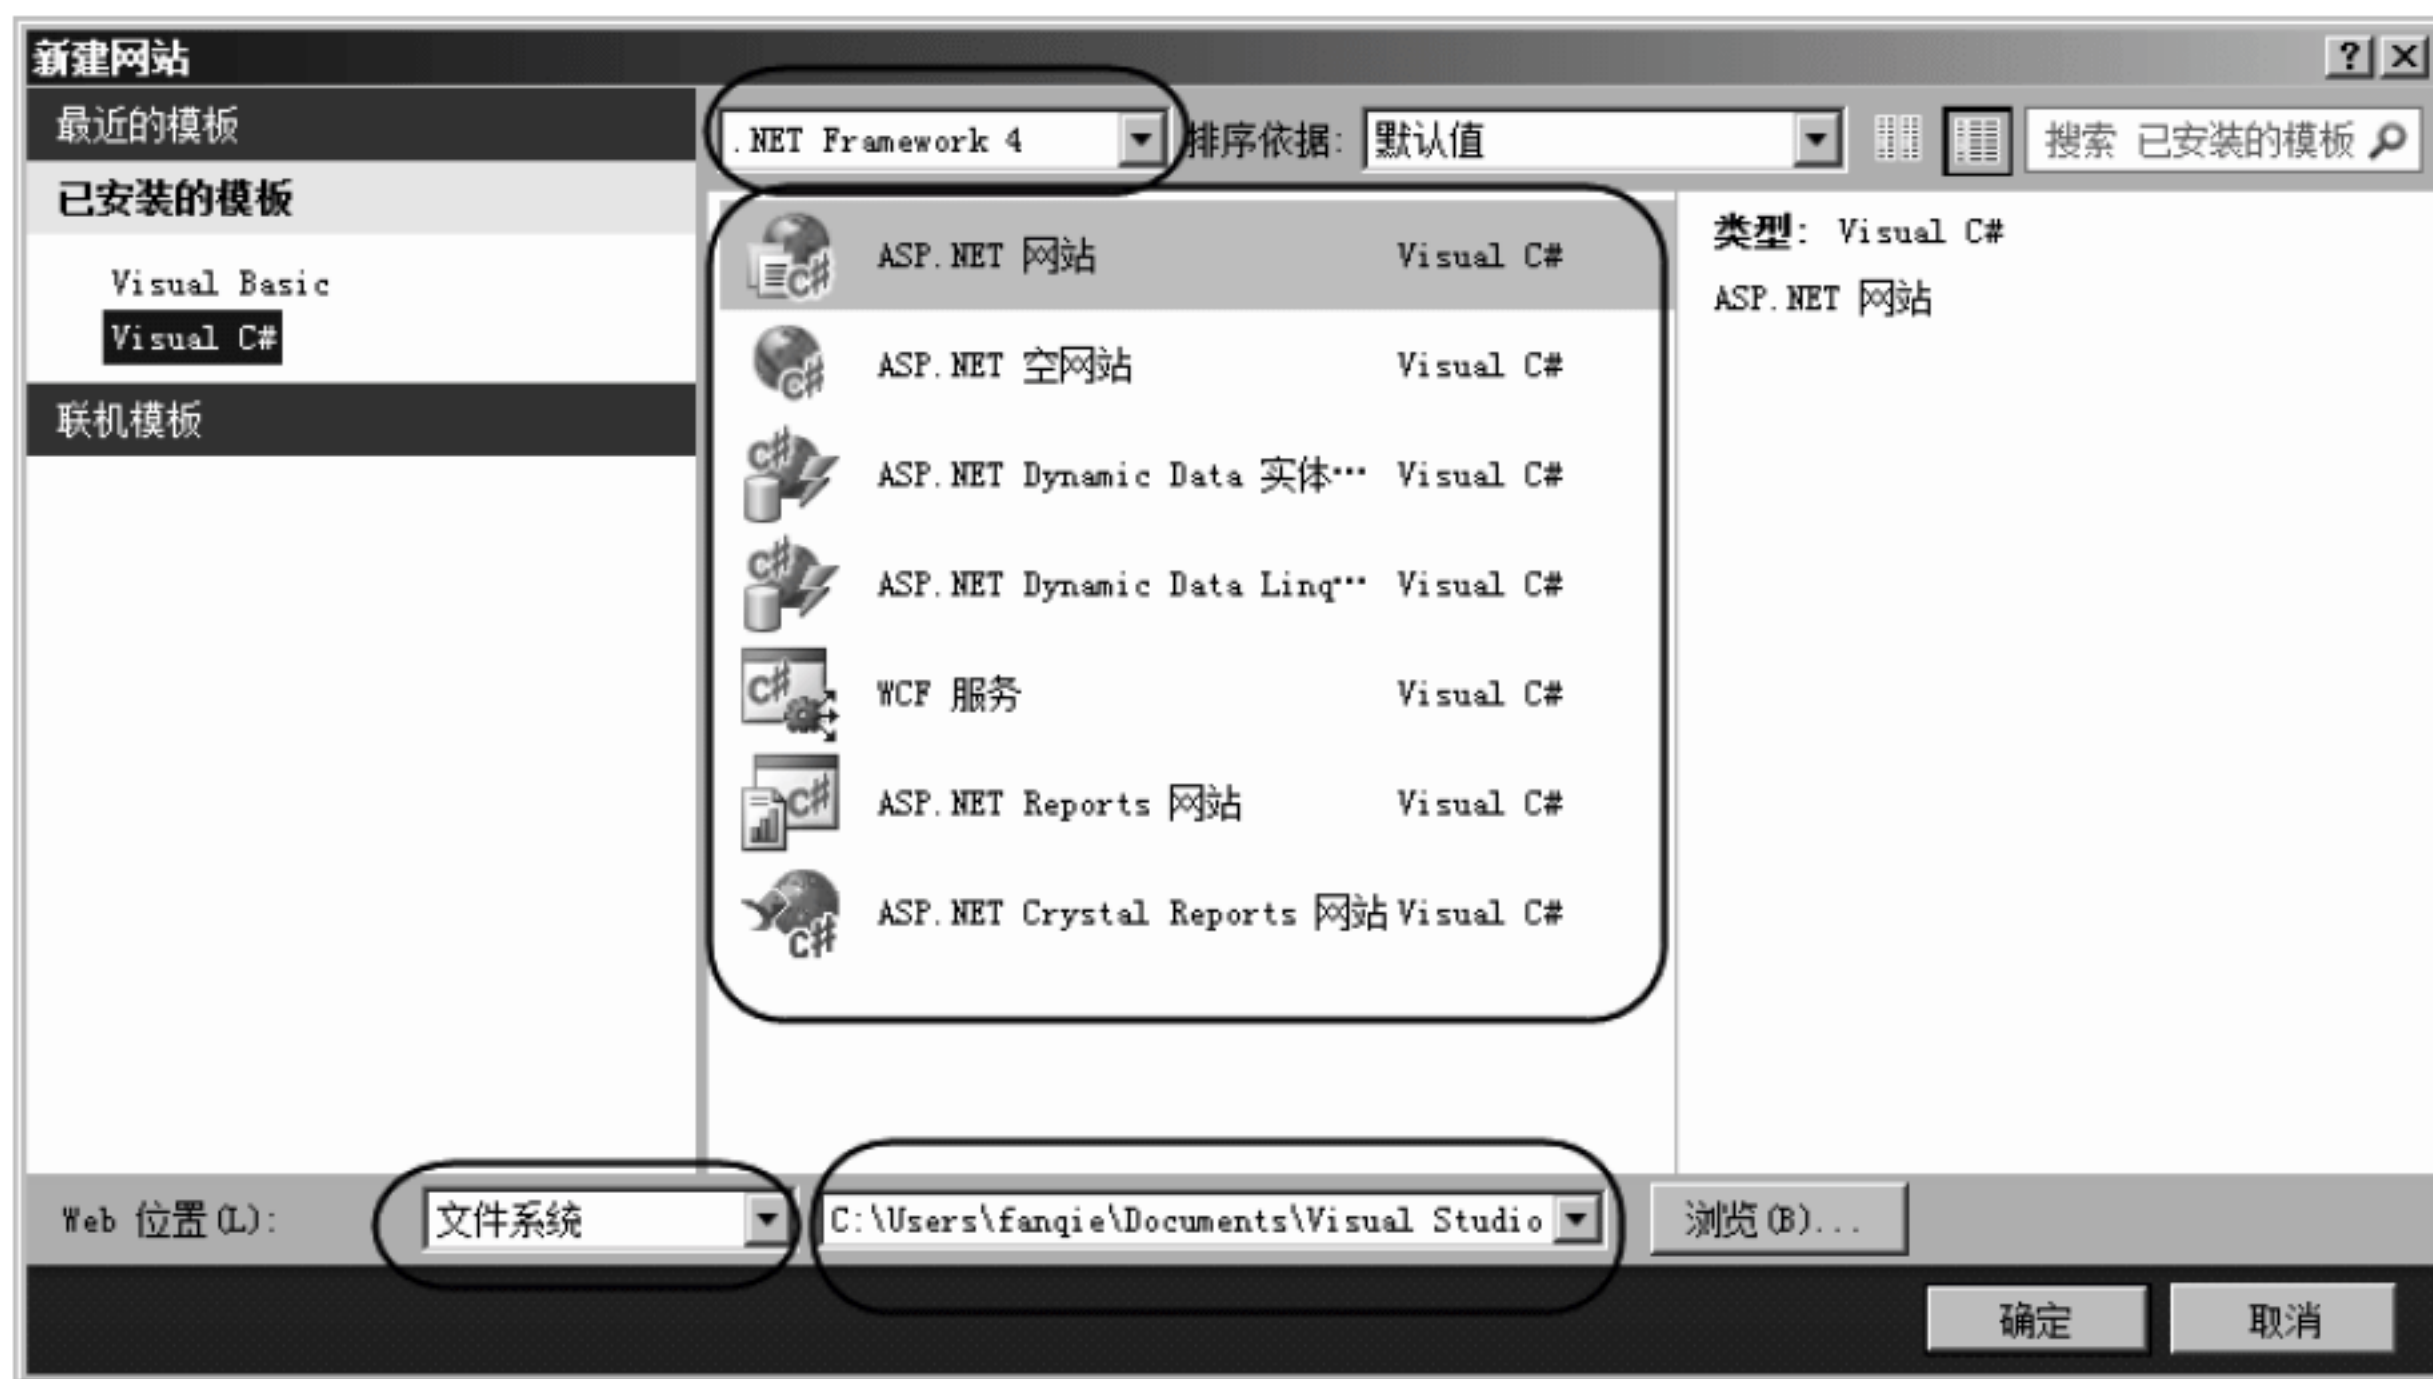 新建网站
最近的模板
已安装的模板
Visual Basic
Visual C#
联机模板
.NET Framework 4 排序依据: 默认值 搜索 已安装的模板
ASP.NET 网站 Visual C#
ASP.NET 空网站 Visual C#
ASP.NET Dynamic Data 实体… Visual C#
ASP.NET Dynamic Data Linq… Visual C#
WCF 服务 Visual C#
ASP.NET Reports 网站 Visual C#
ASP.NET Crystal Reports 网站 Visual C#
类型: Visual C#
ASP.NET 网站
Web 位置(L): 文件系统 C:\Users\fanqie\Documents\Visual Studio 浏览(B)...
确定 取消